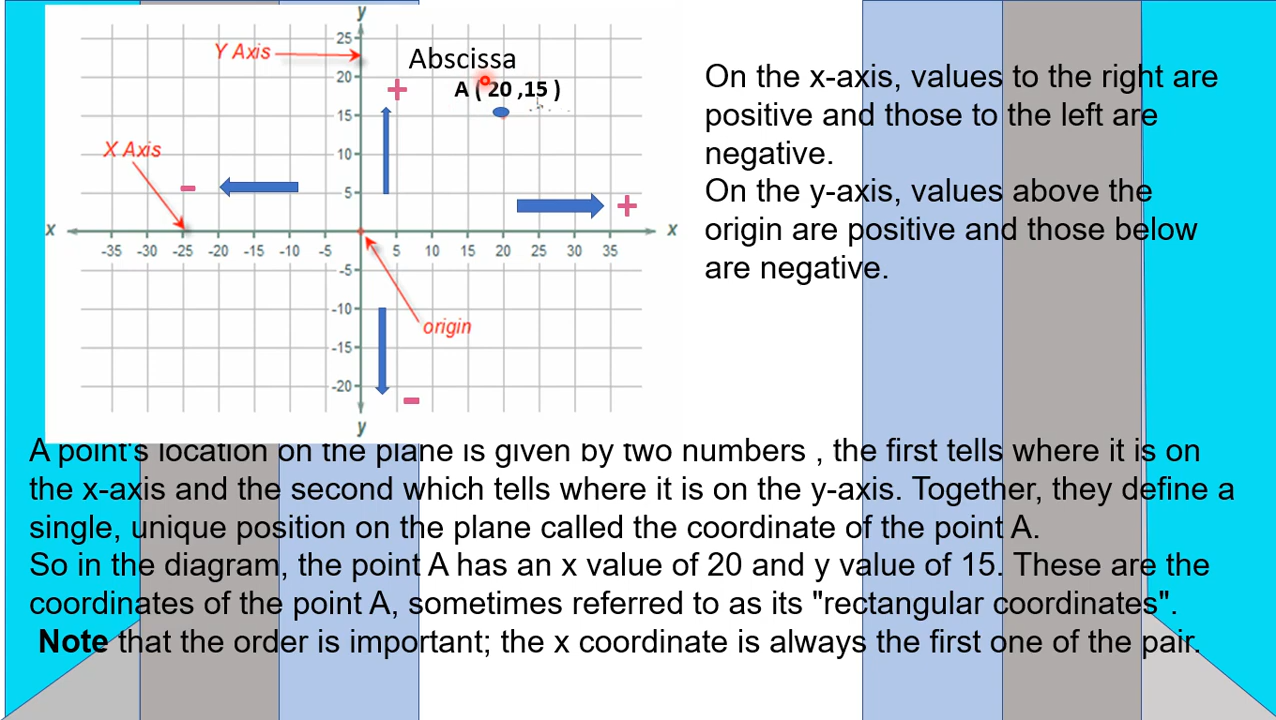 y
25
Y Axis
Abscissa
20
+
A ( 20 ,15 )
15
X Axis
10
-
5
+
x
x
-35 -30 -25 -20 -15 -10 -5
5 10 15 20 25 30 35
-5
-10
origin
-15
-20
-
y
On the x-axis, values to the right are
positive and those to the left are
negative.
On the y-axis, values above the
origin are positive and those below
are negative.
A point's location on the plane is given by two numbers , the first tells where it is on
the x-axis and the second which tells where it is on the y-axis. Together, they define a
single, unique position on the plane called the coordinate of the point A.
So in the diagram, the point A has an x value of 20 and y value of 15. These are the
coordinates of the point A, sometimes referred to as its "rectangular coordinates".
Note that the order is important; the x coordinate is always the first one of the pair.